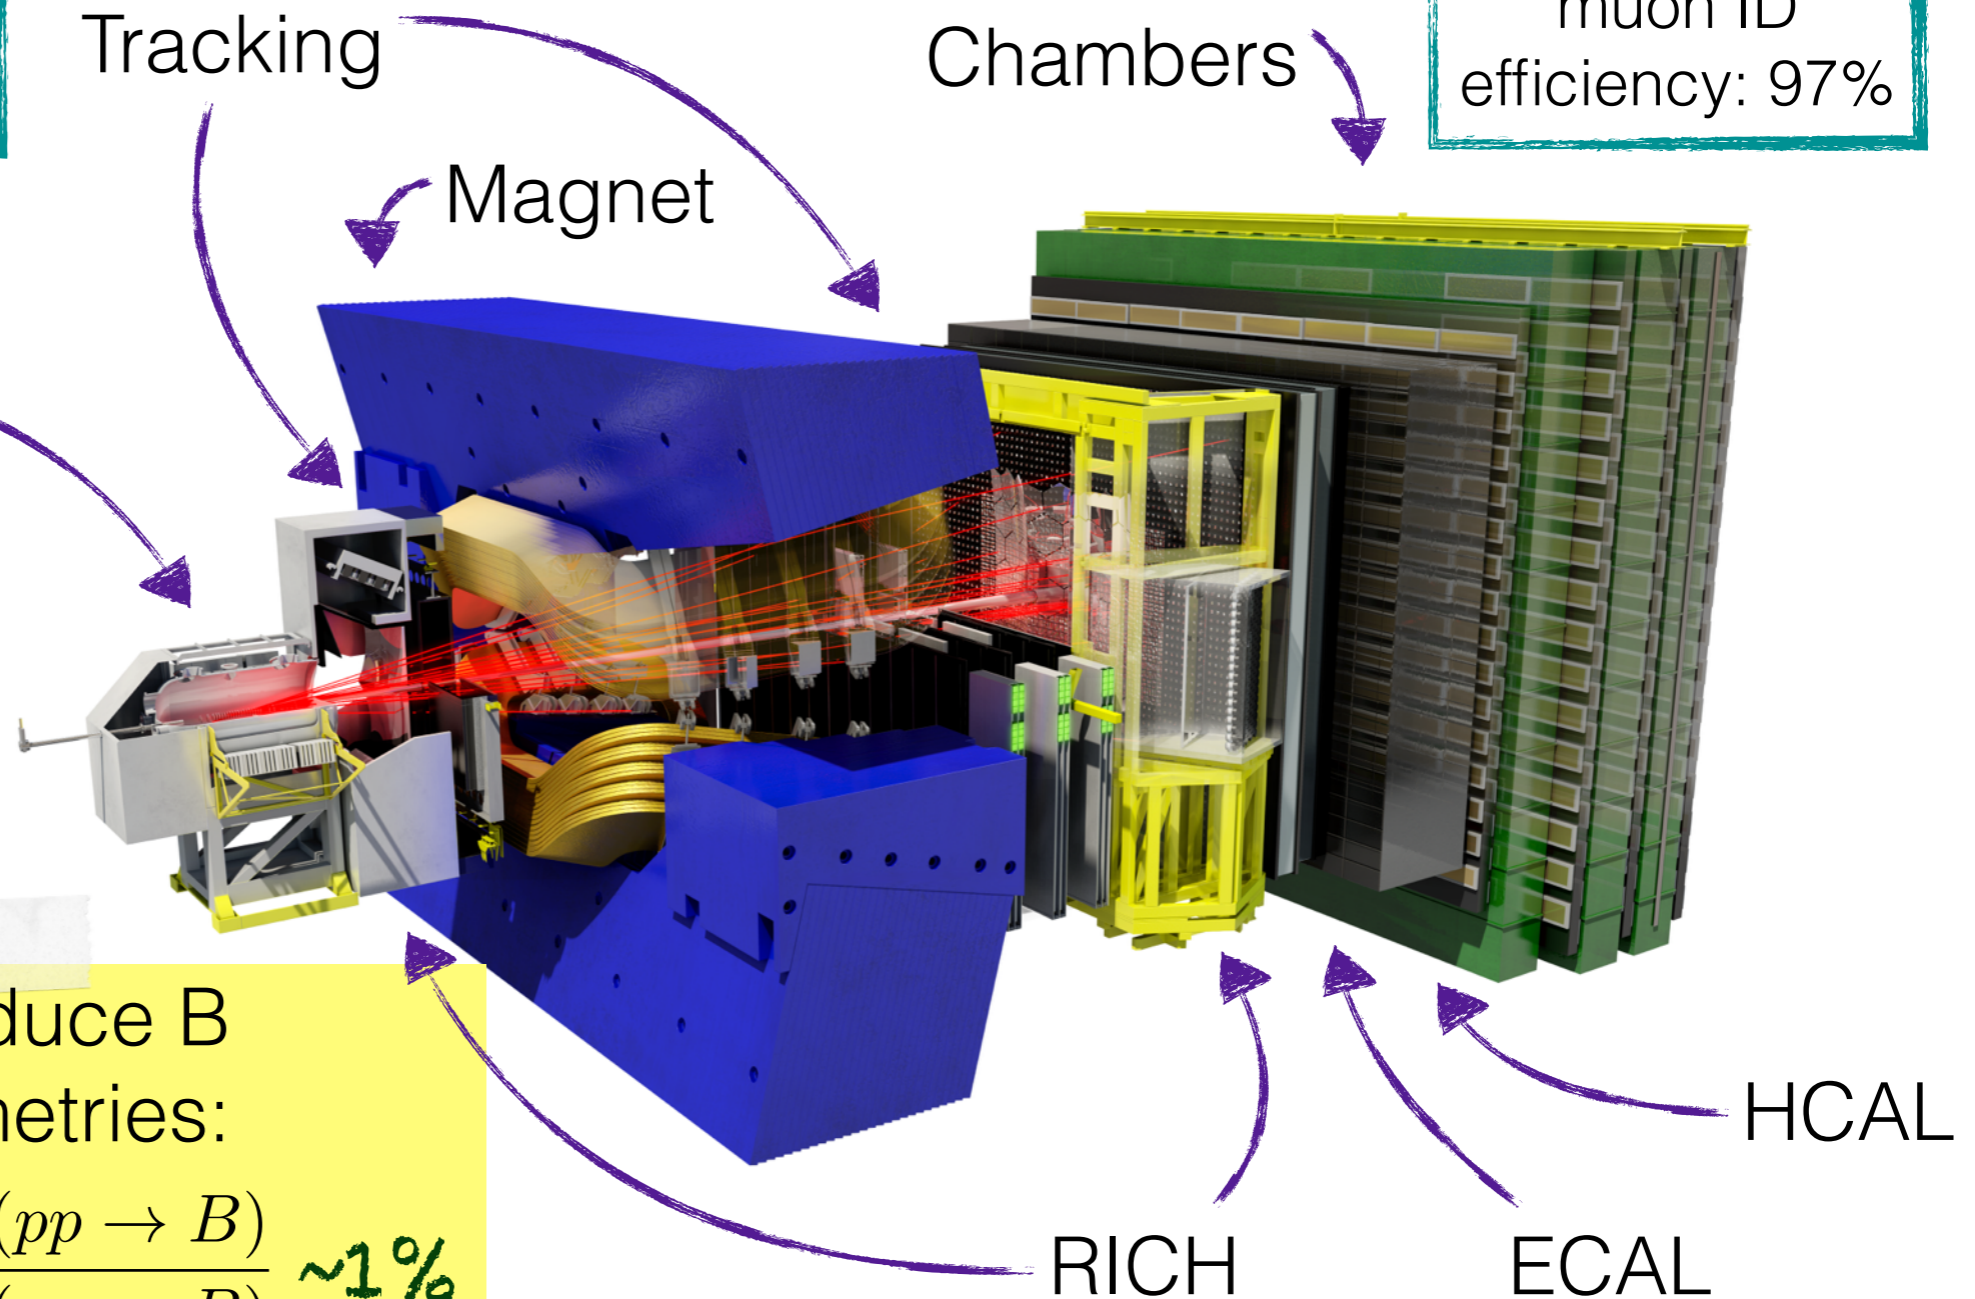 Tracking
Chambers
muon ID
efficiency: 97%
Magnet
duce B
netries:
(pp → B)
~1%
HCAL
RICH
ECAL